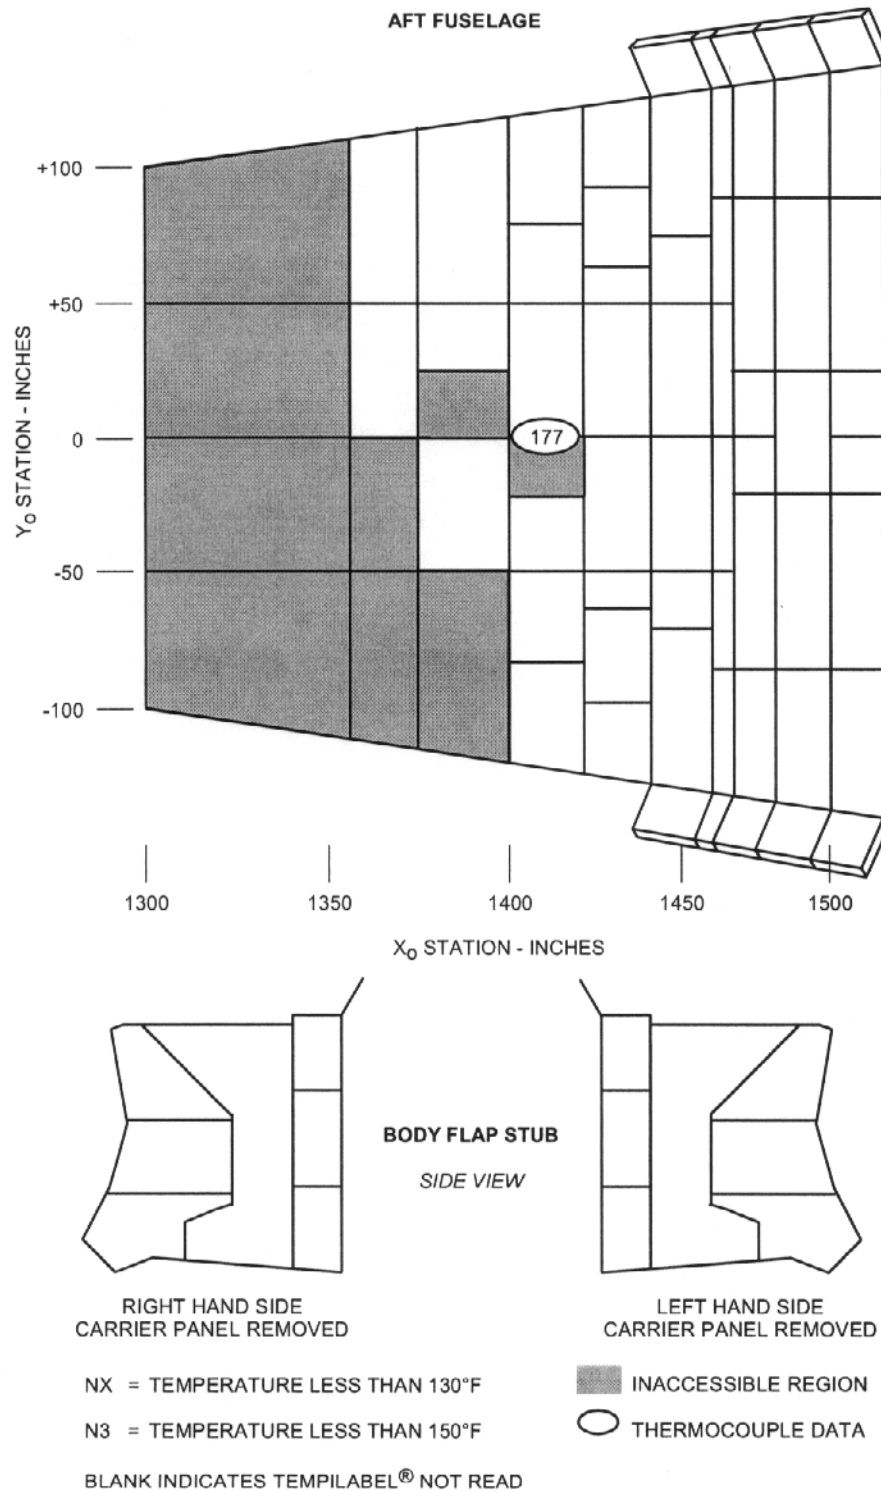 AFT FUSELAGE
+100
+50
0
-50
-100
Y₀ STATION - INCHES
177
1300 1350 1400 1450 1500
X₀ STATION - INCHES
BODY FLAP STUB
SIDE VIEW
RIGHT HAND SIDE
CARRIER PANEL REMOVED
LEFT HAND SIDE
CARRIER PANEL REMOVED
NX = TEMPERATURE LESS THAN 130°F
N3 = TEMPERATURE LESS THAN 150°F
BLANK INDICATES TEMPILABEL® NOT READ
INACCESSIBLE REGION
THERMOCOUPLE DATA